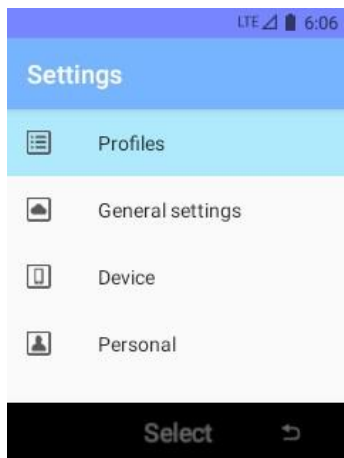 LTE 6:06
Settings
Profiles
General settings
Device
Personal
Select